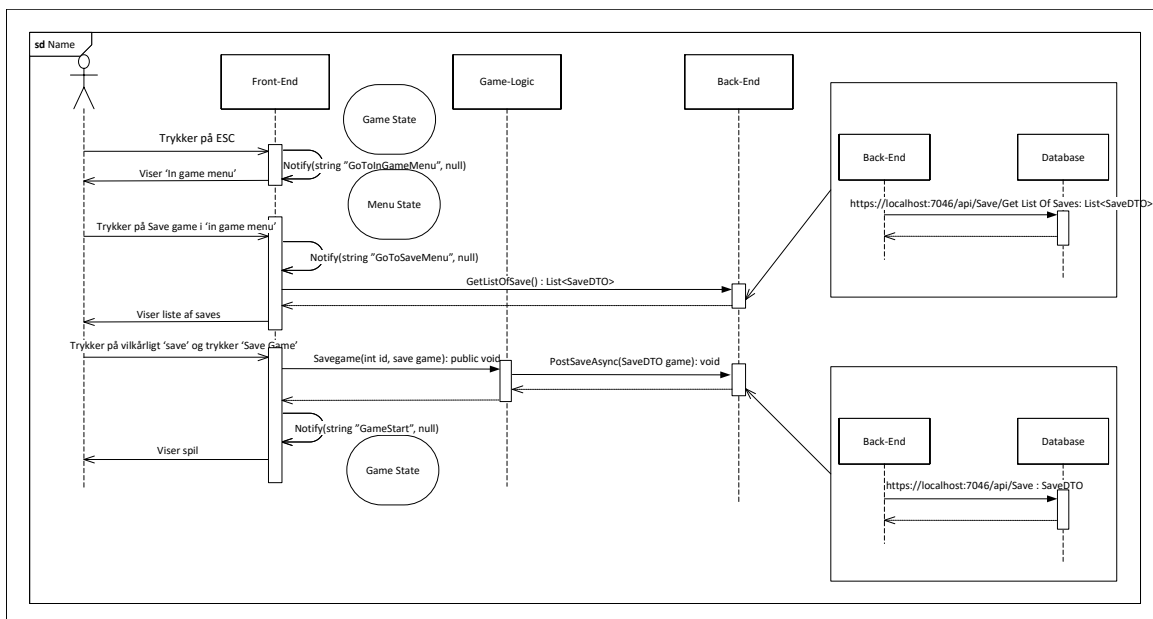 sd Name
Front-End
Game-Logic
Back-End
Game State
Trykker på ESC
Notify(string "GoToInGameMenu", null)
Viser 'In game menu'
Menu State
Trykker på Save game i 'in game menu'
Notify(string "GoToSaveMenu", null)
GetListOfSave() : List<SaveDTO>
Viser liste af saves
Trykker på vilkårligt 'save' og trykker 'Save Game'
Savegame(int id, save game): public void
PostSaveAsync(SaveDTO game): void
Notify(string "GameStart", null)
Viser spil
Game State
Back-End
Database
https://localhost:7046/api/Save/Get List Of Saves: List<SaveDTO>
Back-End
Database
https://localhost:7046/api/Save : SaveDTO